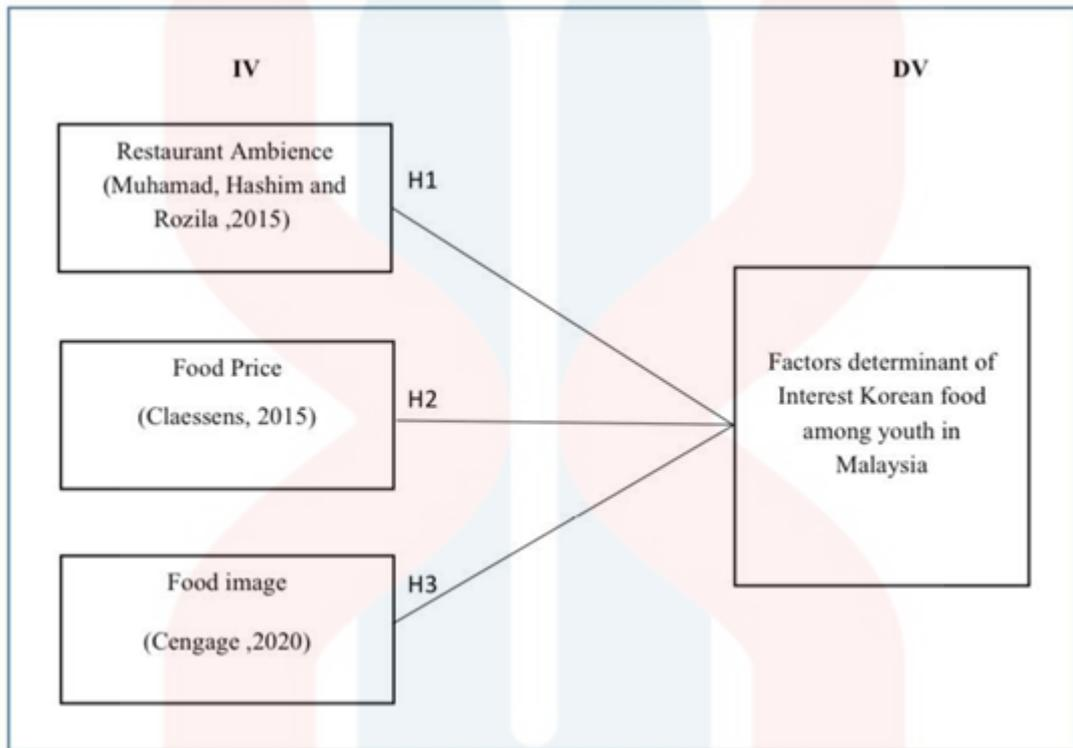 IV
DV
Restaurant Ambience
(Muhamad, Hashim and
Rozila ,2015)
H1
Food Price
(Claessens, 2015)
H2
Food image
(Cengage ,2020)
H3
Factors determinant of
Interest Korean food
among youth in
Malaysia